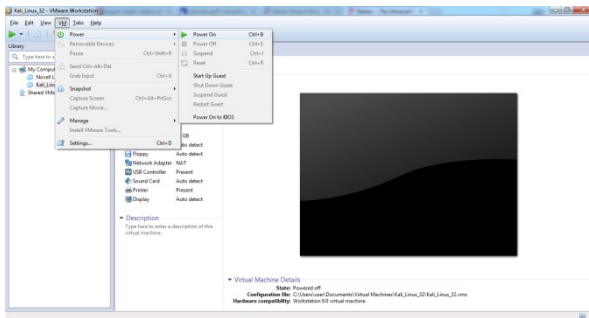 Kali_Linux_32 - VMware Workstation
File Edit View VM Tabs Help
Library
Type here to s
My Comput
Novell L
Kali_Linu
Shared VMs
Power
Removable Devices
Pause Ctrl+Shift+P
Send Ctrl+Alt+Del
Grab Input Ctrl+G
Snapshot
Capture Screen Ctrl+Alt+PrtScn
Capture Movie...
Manage
Install VMware Tools...
Settings... Ctrl+D
Power On Ctrl+B
Power Off Ctrl+E
Suspend Ctrl+J
Reset Ctrl+R
Start Up Guest
Shut Down Guest
Suspend Guest
Restart Guest
Power On to BIOS
GB
Auto detect
Floppy Auto detect
Network Adapter NAT
USB Controller Present
Sound Card Auto detect
Printer Present
Display Auto detect
Description
Type here to enter a description of this
virtual machine.
Virtual Machine Details
State: Powered off
Configuration file: C:\Users\user\Documents\Virtual Machines\Kali_Linux_32\Kali_Linux_32.vmx
Hardware compatibility: Workstation 9.0 virtual machine